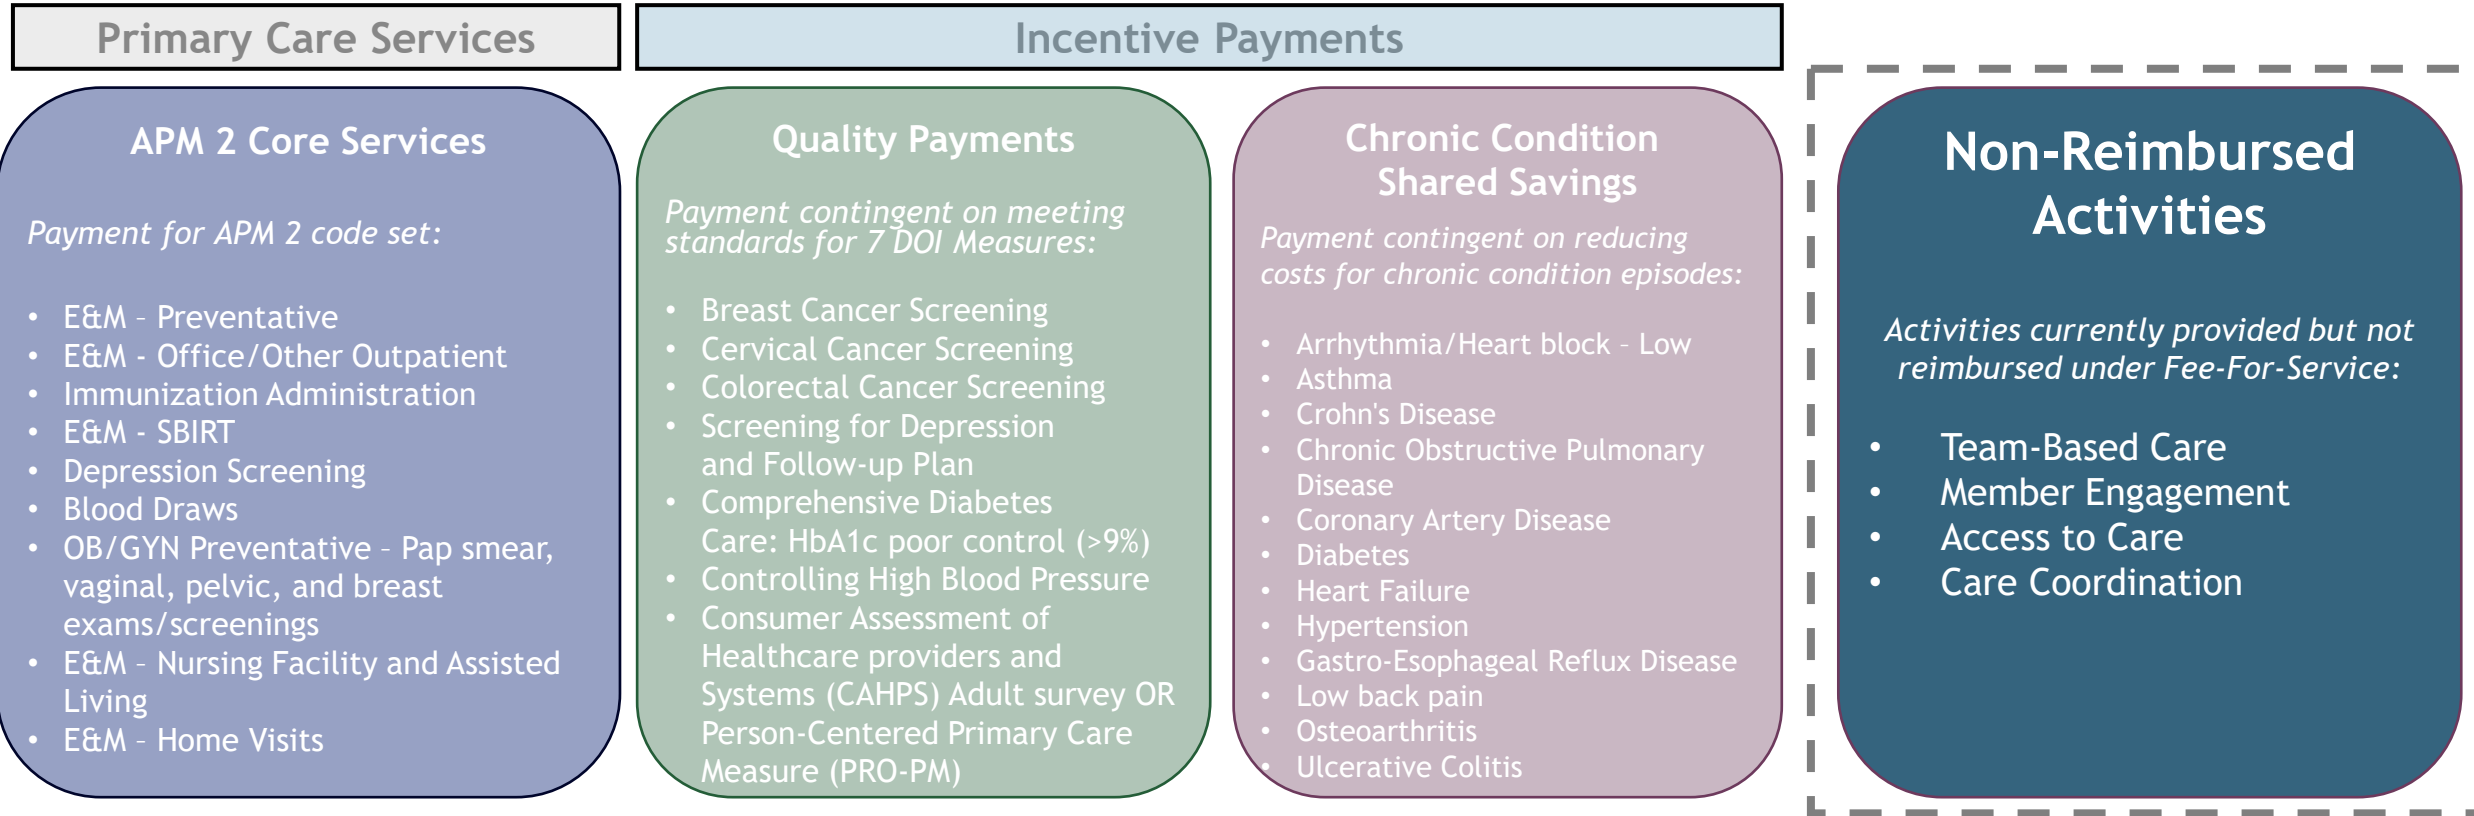 Primary Care Services
Incentive Payments
APM 2 Core Services
Payment for APM 2 code set:
• E&M – Preventative
• E&M - Office/Other Outpatient
• Immunization Administration
• E&M - SBIRT
• Depression Screening
• Blood Draws
• OB/GYN Preventative – Pap smear,
vaginal, pelvic, and breast
exams/screenings
• E&M – Nursing Facility and Assisted
Living
• E&M – Home Visits
Quality Payments
Payment contingent on meeting
standards for 7 DOI Measures:
• Breast Cancer Screening
• Cervical Cancer Screening
• Colorectal Cancer Screening
• Screening for Depression
and Follow-up Plan
• Comprehensive Diabetes
Care: HbA1c poor control (>9%)
• Controlling High Blood Pressure
• Consumer Assessment of
Healthcare providers and
Systems (CAHPS) Adult survey OR
Person-Centered Primary Care
Measure (PRO-PM)
Chronic Condition
Shared Savings
Payment contingent on reducing
costs for chronic condition episodes:
• Arrhythmia/Heart block – Low
• Asthma
• Crohn's Disease
• Chronic Obstructive Pulmonary
Disease
• Coronary Artery Disease
• Diabetes
• Heart Failure
• Hypertension
• Gastro-Esophageal Reflux Disease
• Low back pain
• Osteoarthritis
• Ulcerative Colitis
Non-Reimbursed
Activities
Activities currently provided but not
reimbursed under Fee-For-Service:
• Team-Based Care
• Member Engagement
• Access to Care
• Care Coordination